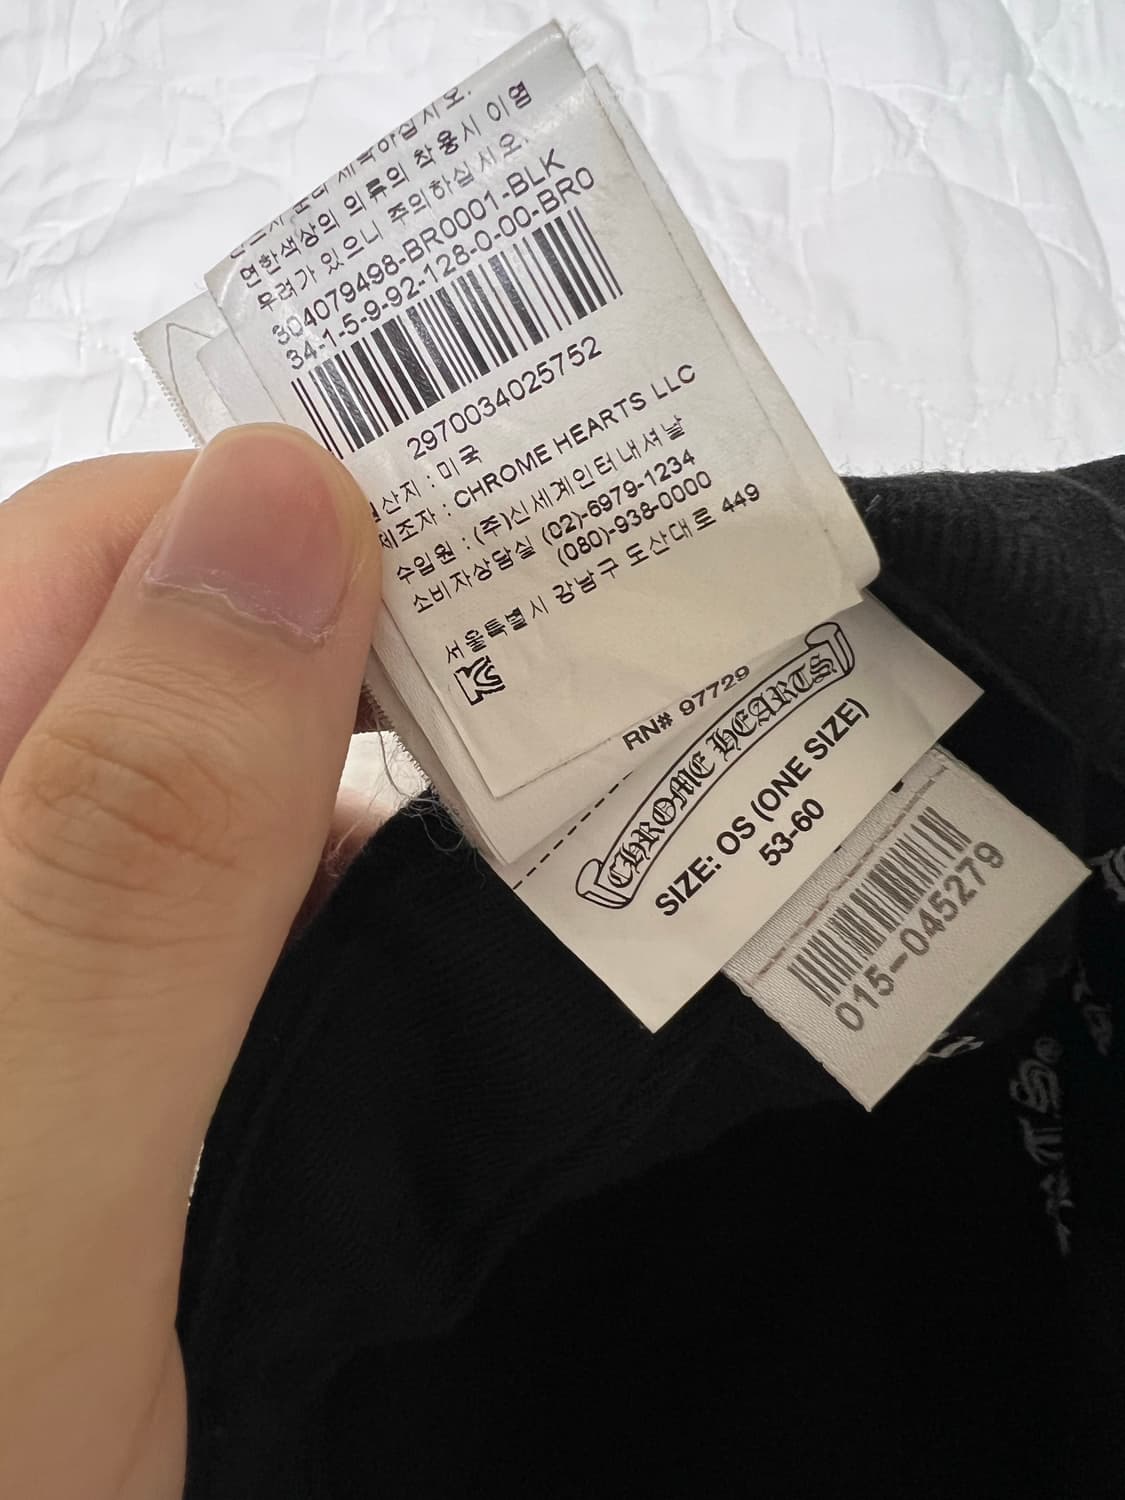 연한색상의 의류의 착용시 이염
우려가 있으니 주의하십시오.
304079498-BR0001-BLK
34-1-5-9-92-128-0-00-BR0
2970034025752
원산지 : 미국
제조자 : CHROME HEARTS LLC
수입원 : (주)신세계인터내셔날
소비자상담실 (02)-6979-1234
(080)-938-0000
서울특별시 강남구 도산대로 449
RN# 97729
CHROME HEARTS
SIZE: OS (ONE SIZE)
53-60
015-045279